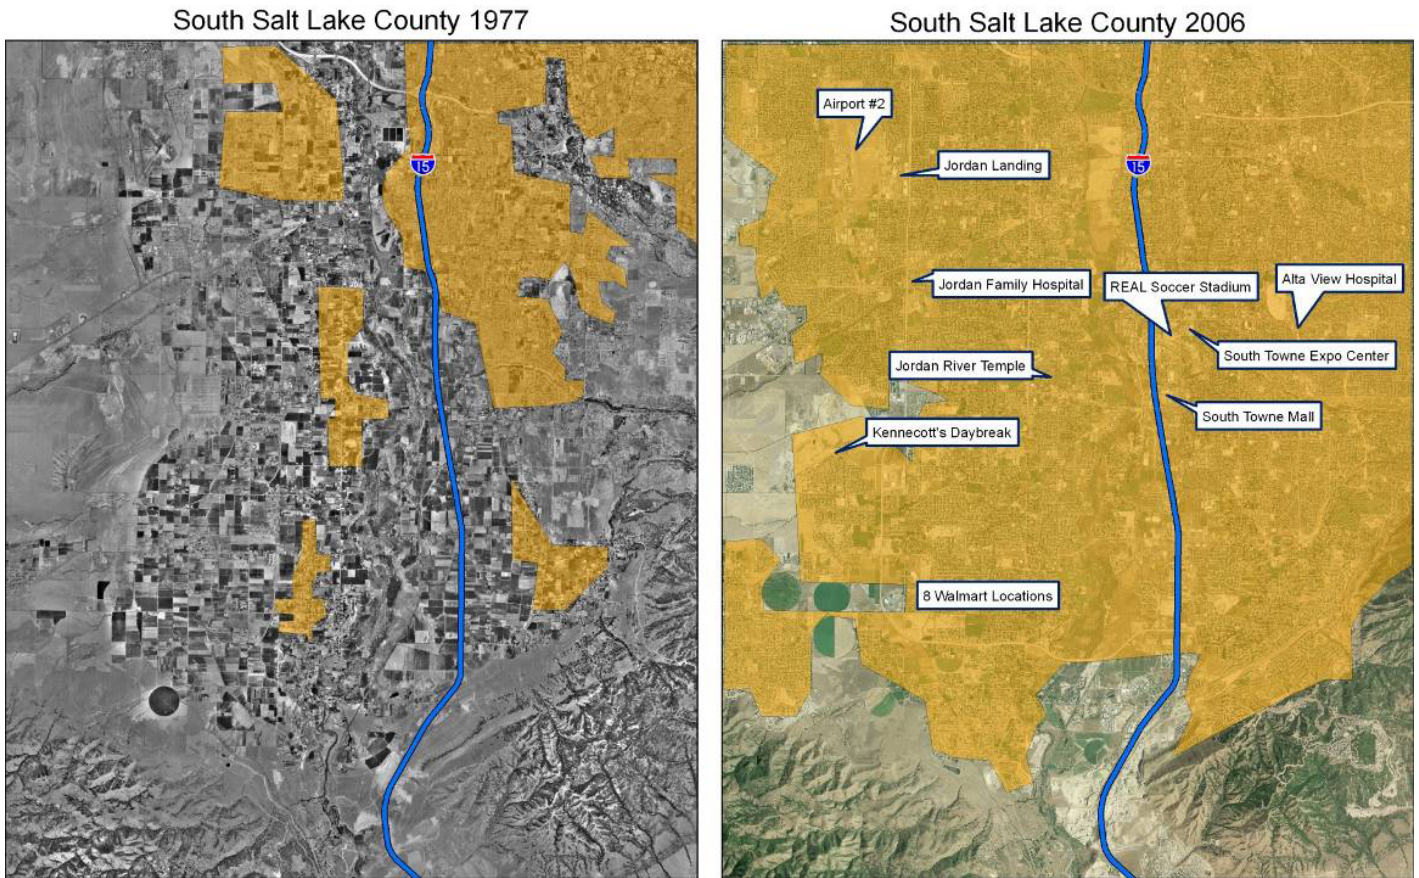 South Salt Lake County 1977
South Salt Lake County 2006
15
Airport #2
Jordan Landing
15
Jordan Family Hospital
REAL Soccer Stadium
Alta View Hospital
South Towne Expo Center
Jordan River Temple
South Towne Mall
Kennecott's Daybreak
8 Walmart Locations